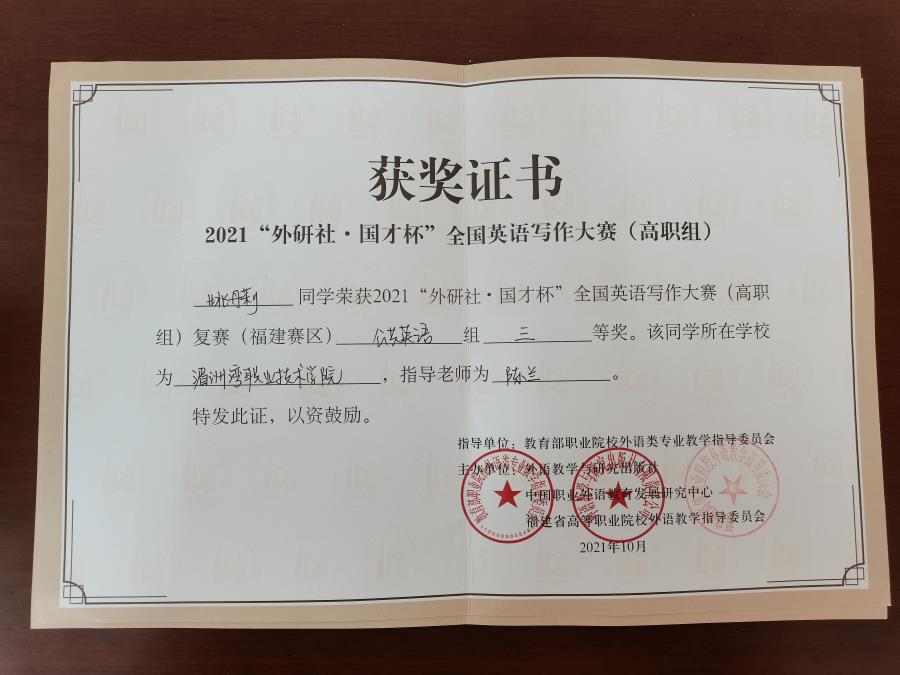 获奖证书
2021“外研社·国才杯”全国英语写作大赛（高职组）
姚丹莉 同学荣获2021“外研社·国才杯”全国英语写作大赛（高职
组）复赛（福建赛区）公共英语组 三 等奖。该同学所在学校
为 湄洲湾职业技术学院，指导老师为 陈兰。
特发此证，以资鼓励。
指导单位：教育部职业院校外语类专业教学指导委员会
主办单位：外语教学与研究出版社
中国职业外语教育发展研究中心
福建省高等职业院校外语教学指导委员会
2021年10月